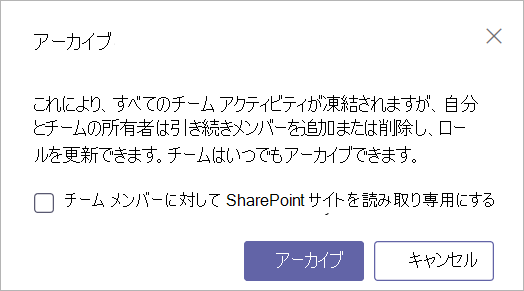 アーカイブ
これにより、すべてのチーム アクティビティが凍結されますが、自分
とチームの所有者は引き続きメンバーを追加または削除し、ロー
ルを更新できます。チームはいつでもアーカイブできます。
チーム メンバーに対して SharePoint サイトを読み取り専用にする
アーカイブ
キャンセル